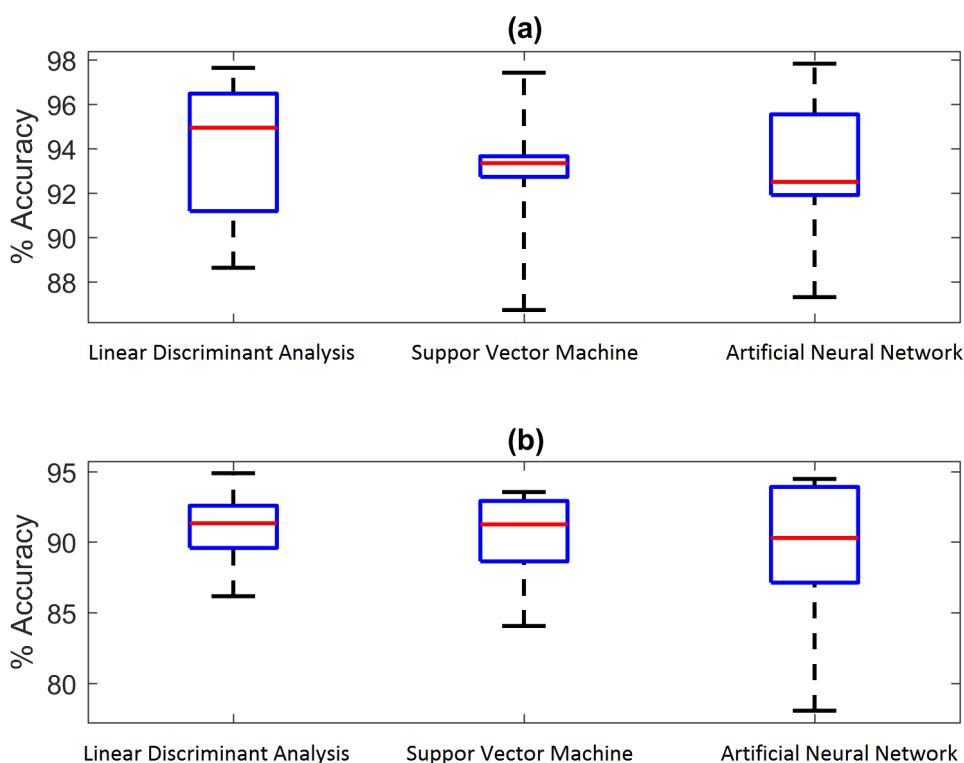 (a)
98
96
94
92
90
88
% Accuracy
Linear Discriminant Analysis
Suppor Vector Machine
Artificial Neural Network
(b)
95
90
85
80
% Accuracy
Linear Discriminant Analysis
Suppor Vector Machine
Artificial Neural Network